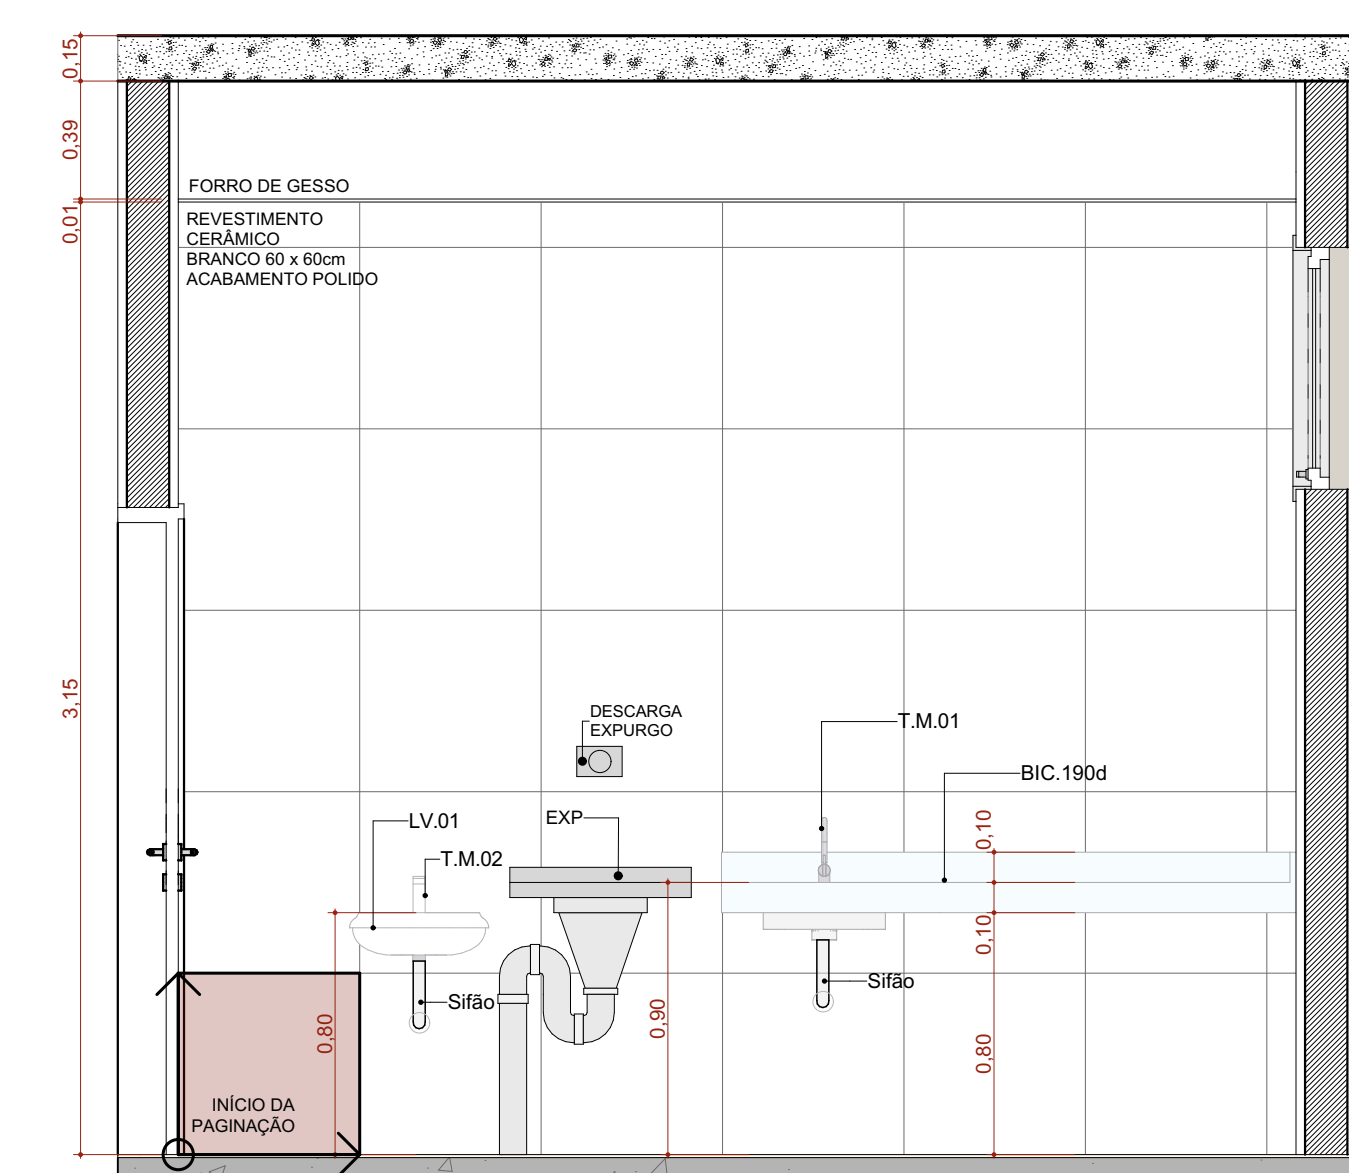 0,15
0,39
FORRO DE GESSO
0,01
REVESTIMENTO
CERÂMICO
BRANCO 60 x 60cm
ACABAMENTO POLIDO
3,15
DESCARGA
EXPURGO
T.M.01
BIC.190d
LV.01
EXP
0,10
T.M.02
0,10
Sifão
Sifão
0,80
0,90
0,80
INÍCIO DA
PAGINAÇÃO